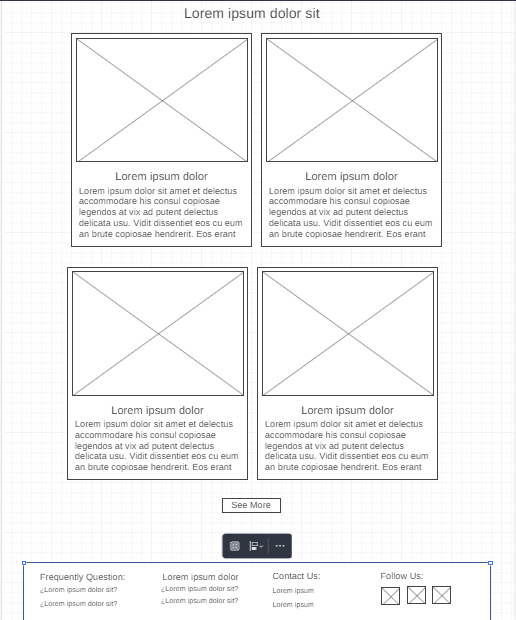 Lorem ipsum dolor sit
Lorem ipsum dolor
Lorem ipsum dolor sit amet et delectus
accommodare his consul copiosae
legendos at vix ad putent delectus
delicata usu. Vidit dissentiet eos cu eum
an brute copiosae hendrerit. Eos erant
Lorem ipsum dolor
Lorem ipsum dolor sit amet et delectus
accommodare his consul copiosae
legendos at vix ad putent delectus
delicata usu. Vidit dissentiet eos cu eum
an brute copiosae hendrerit. Eos erant
Lorem ipsum dolor
Lorem ipsum dolor sit amet et delectus
accommodare his consul copiosae
legendos at vix ad putent delectus
delicata usu. Vidit dissentiet eos cu eum
an brute copiosae hendrerit. Eos erant
Lorem ipsum dolor
Lorem ipsum dolor sit amet et delectus
accommodare his consul copiosae
legendos at vix ad putent delectus
delicata usu. Vidit dissentiet eos cu eum
an brute copiosae hendrerit. Eos erant
See More
Frequently Question:
¿Lorem ipsum dolor sit?
¿Lorem ipsum dolor sit?
Lorem ipsum dolor
¿Lorem ipsum dolor sit?
¿Lorem ipsum dolor sit?
Contact Us:
Lorem ipsum
Lorem ipsum
Follow Us: